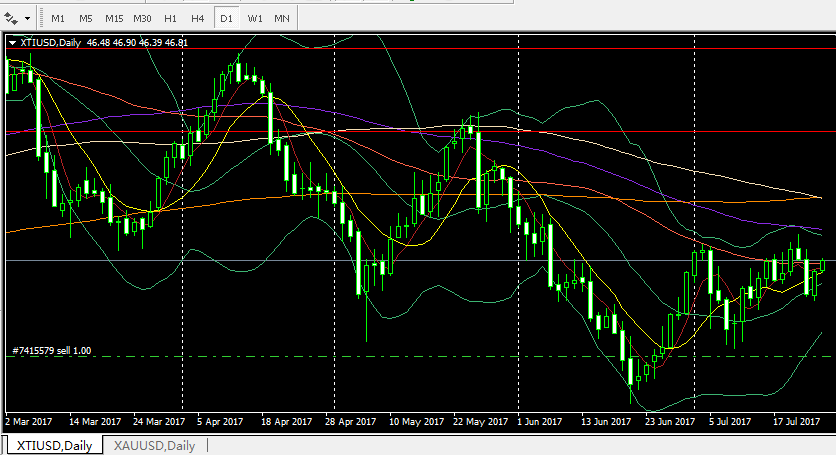 M1 M5 M15 M30 H1 H4 D1 W1 MN
XTIUSD,Daily 46.48 46.90 46.39 46.81
#7415579 sell 1.00
2 Mar 2017 14 Mar 2017 24 Mar 2017 5 Apr 2017 18 Apr 2017 28 Apr 2017 10 May 2017 22 May 2017 1 Jun 2017 13 Jun 2017 23 Jun 2017 5 Jul 2017 17 Jul 2017
XTIUSD,Daily XAUUSD,Daily